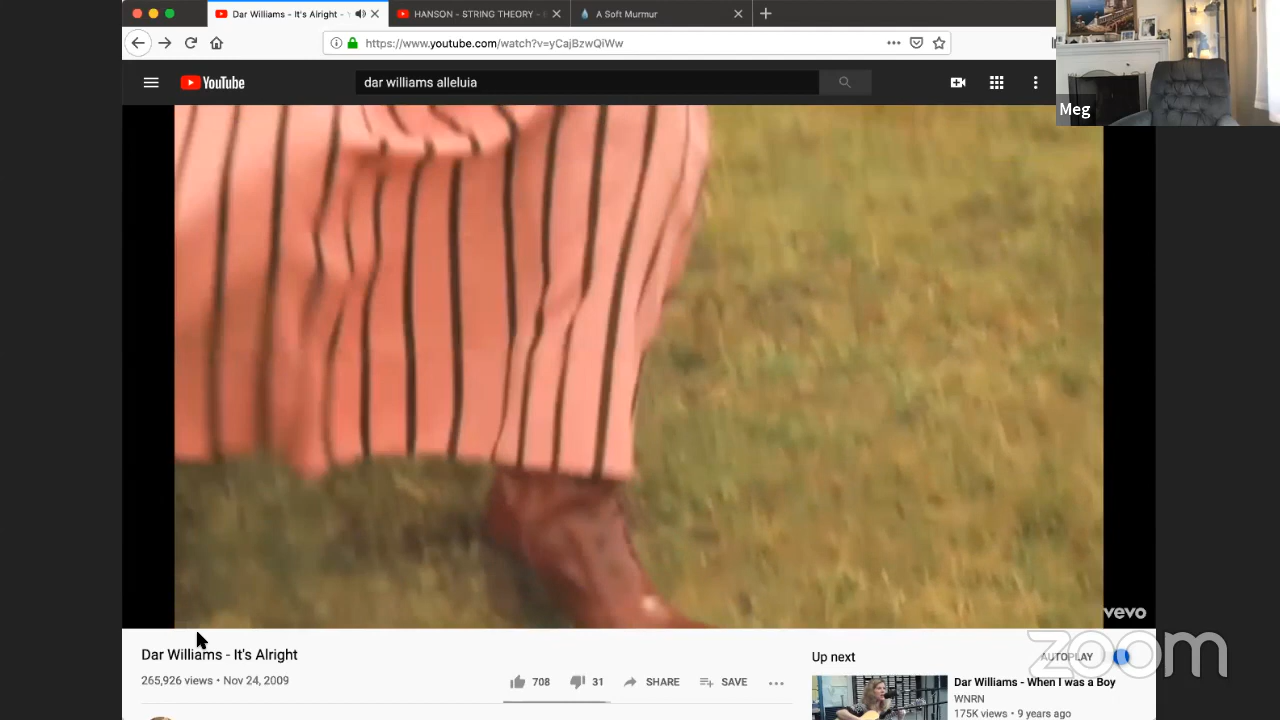 Dar Williams - It's Alright - Y
HANSON - STRING THEORY -
A Soft Murmur
https://www.youtube.com/watch?v=yCajBzwQiWw
YouTube
dar williams alleluia
Meg
vevo
Dar Williams - It's Alright
265,926 views • Nov 24, 2009
708
31
SHARE
SAVE
Up next
AUTOPLAY
zoom
Dar Williams - When I was a Boy
WNRN
175K views • 9 years ago